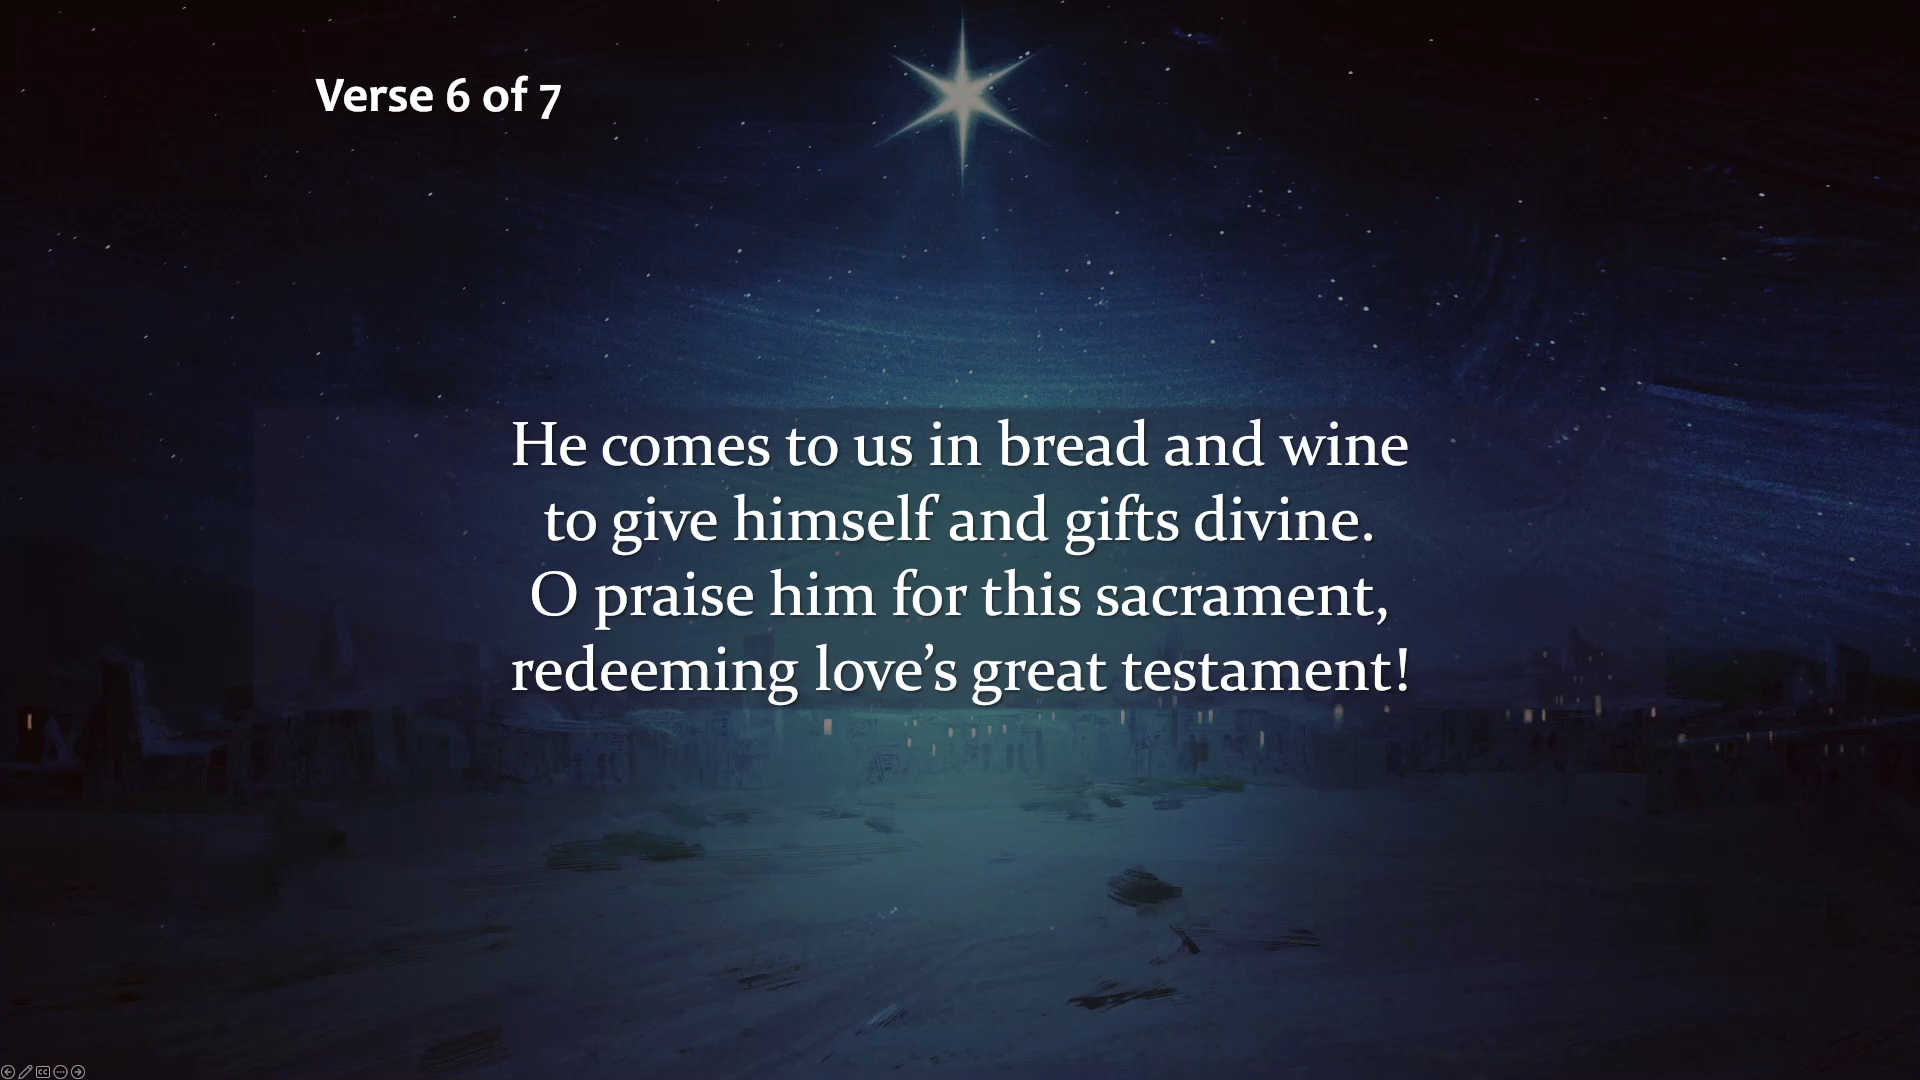 Verse 6 of 7
He comes to us in bread and wine
to give himself and gifts divine.
O praise him for this sacrament,
redeeming love’s great testament!